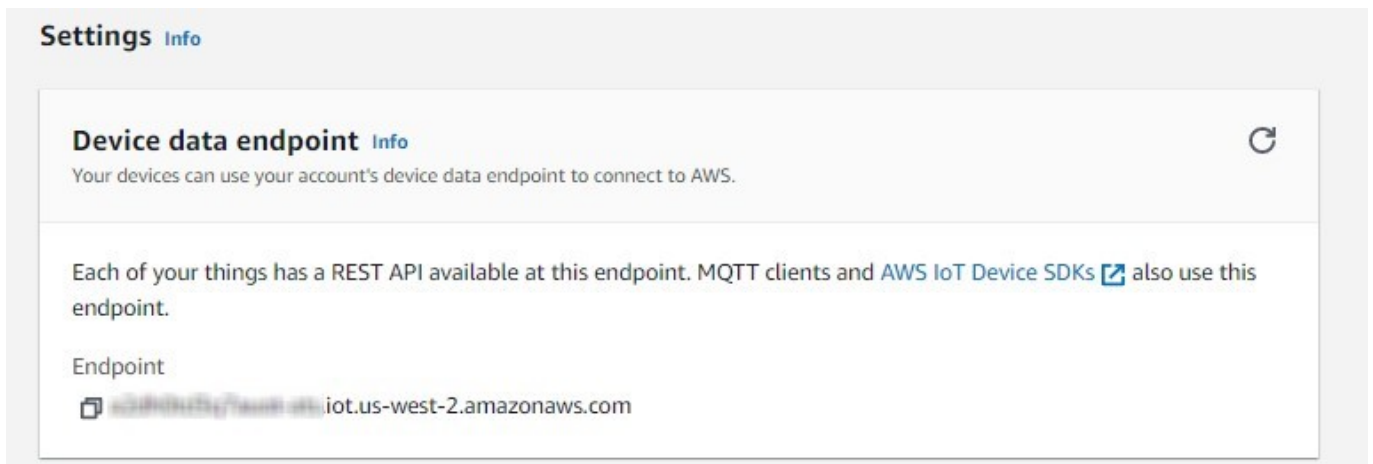 Settings Info
Device data endpoint Info
Your devices can use your account's device data endpoint to connect to AWS.
Each of your things has a REST API available at this endpoint. MQTT clients and AWS IoT Device SDKs also use this
endpoint.
Endpoint
.iot.us-west-2.amazonaws.com